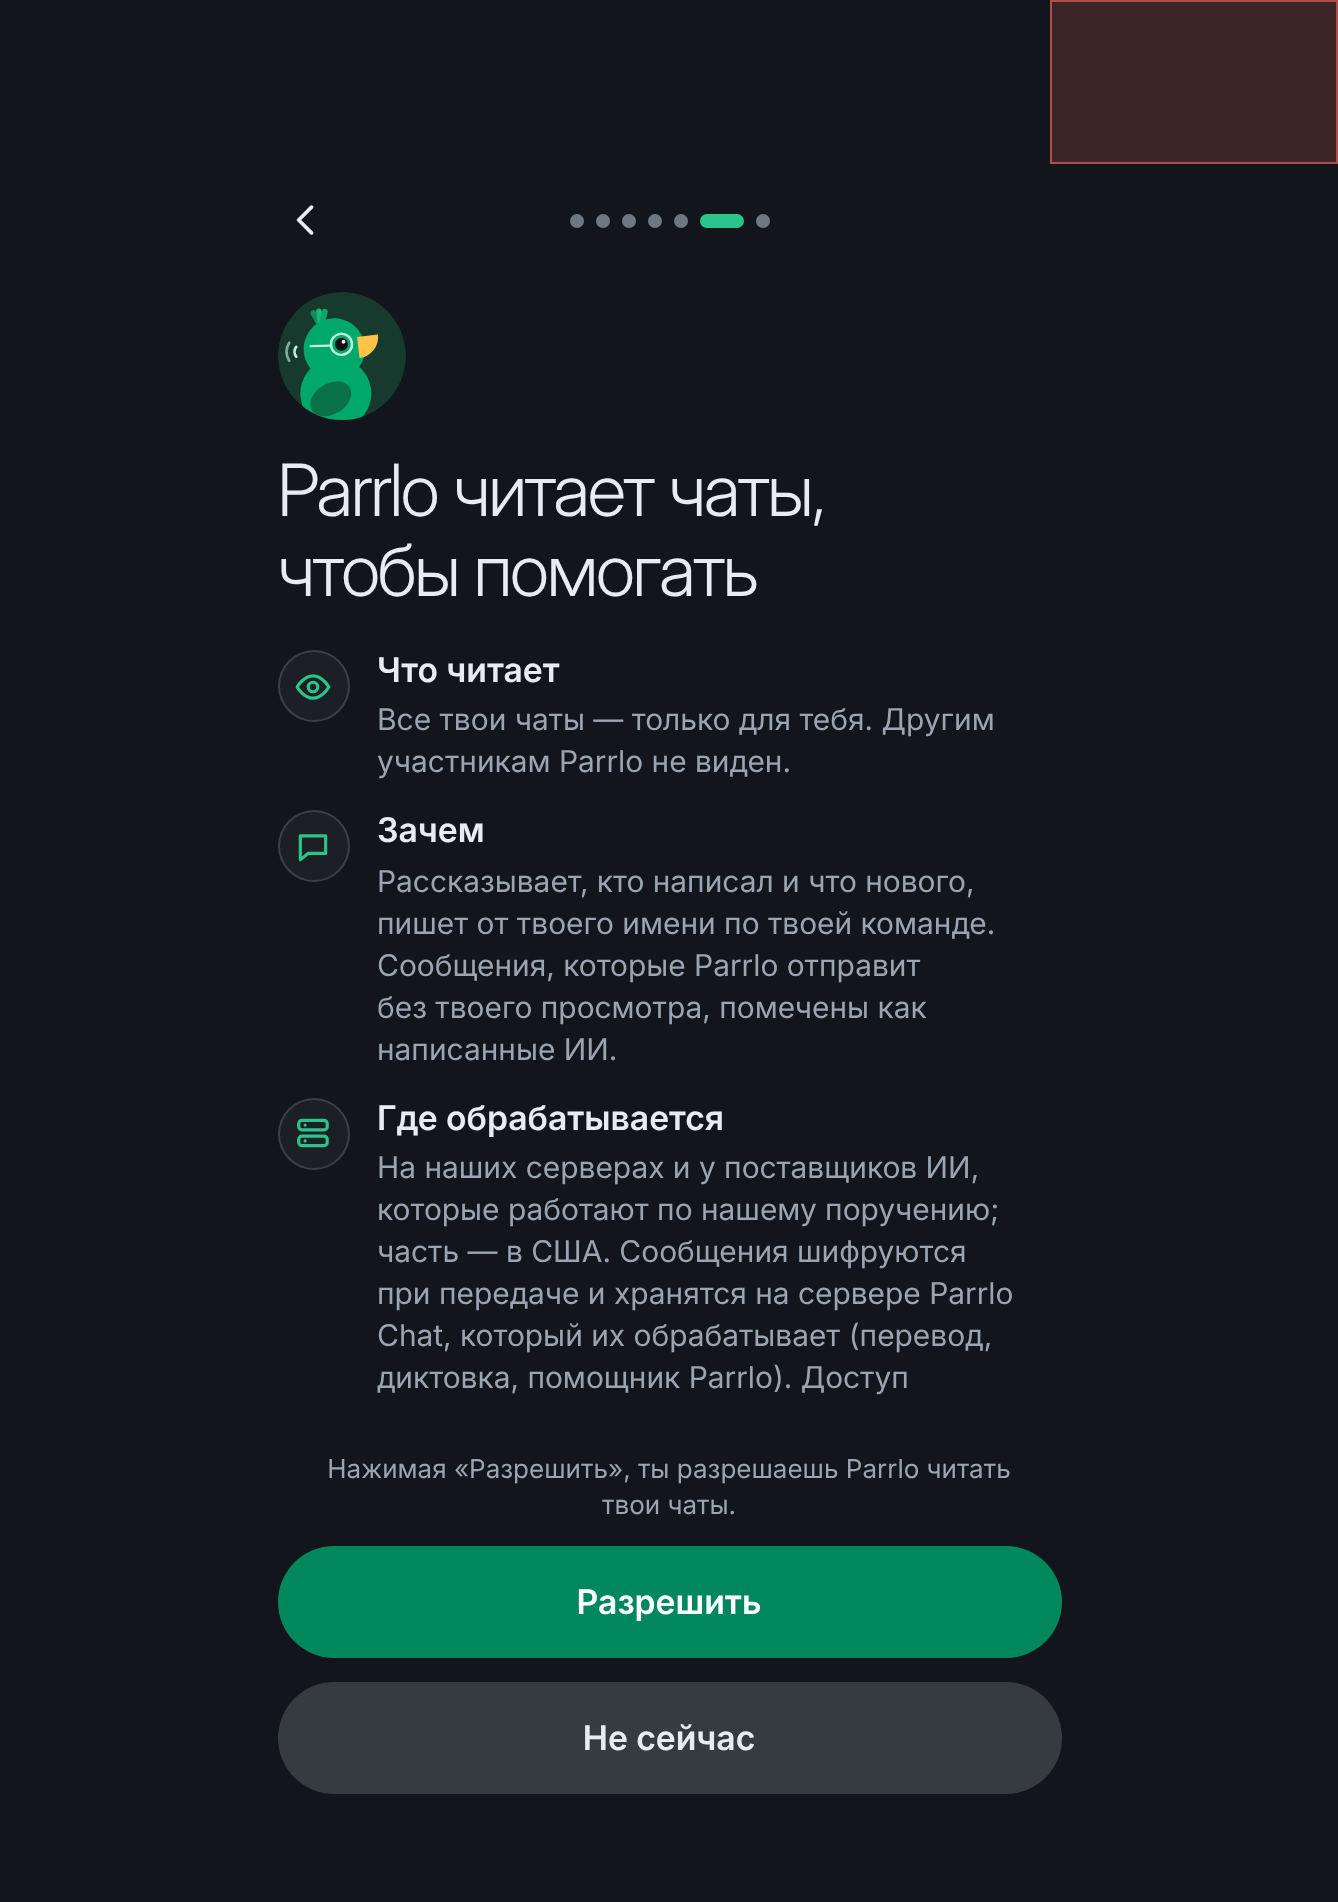 Parrlo читает чаты,
чтобы помогать
Что читает
Все твои чаты — только для тебя. Другим
участникам Parrlo не виден.
Зачем
Рассказывает, кто написал и что нового,
пишет от твоего имени по твоей команде.
Сообщения, которые Parrlo отправит
без твоего просмотра, помечены как
написанные ИИ.
Где обрабатывается
На наших серверах и у поставщиков ИИ,
которые работают по нашему поручению;
часть — в США. Сообщения шифруются
при передаче и хранятся на сервере Parrlo
Chat, который их обрабатывает (перевод,
диктовка, помощник Parrlo). Доступ
Нажимая «Разрешить», ты разрешаешь Parrlo читать
твои чаты.
Разрешить
Не сейчас